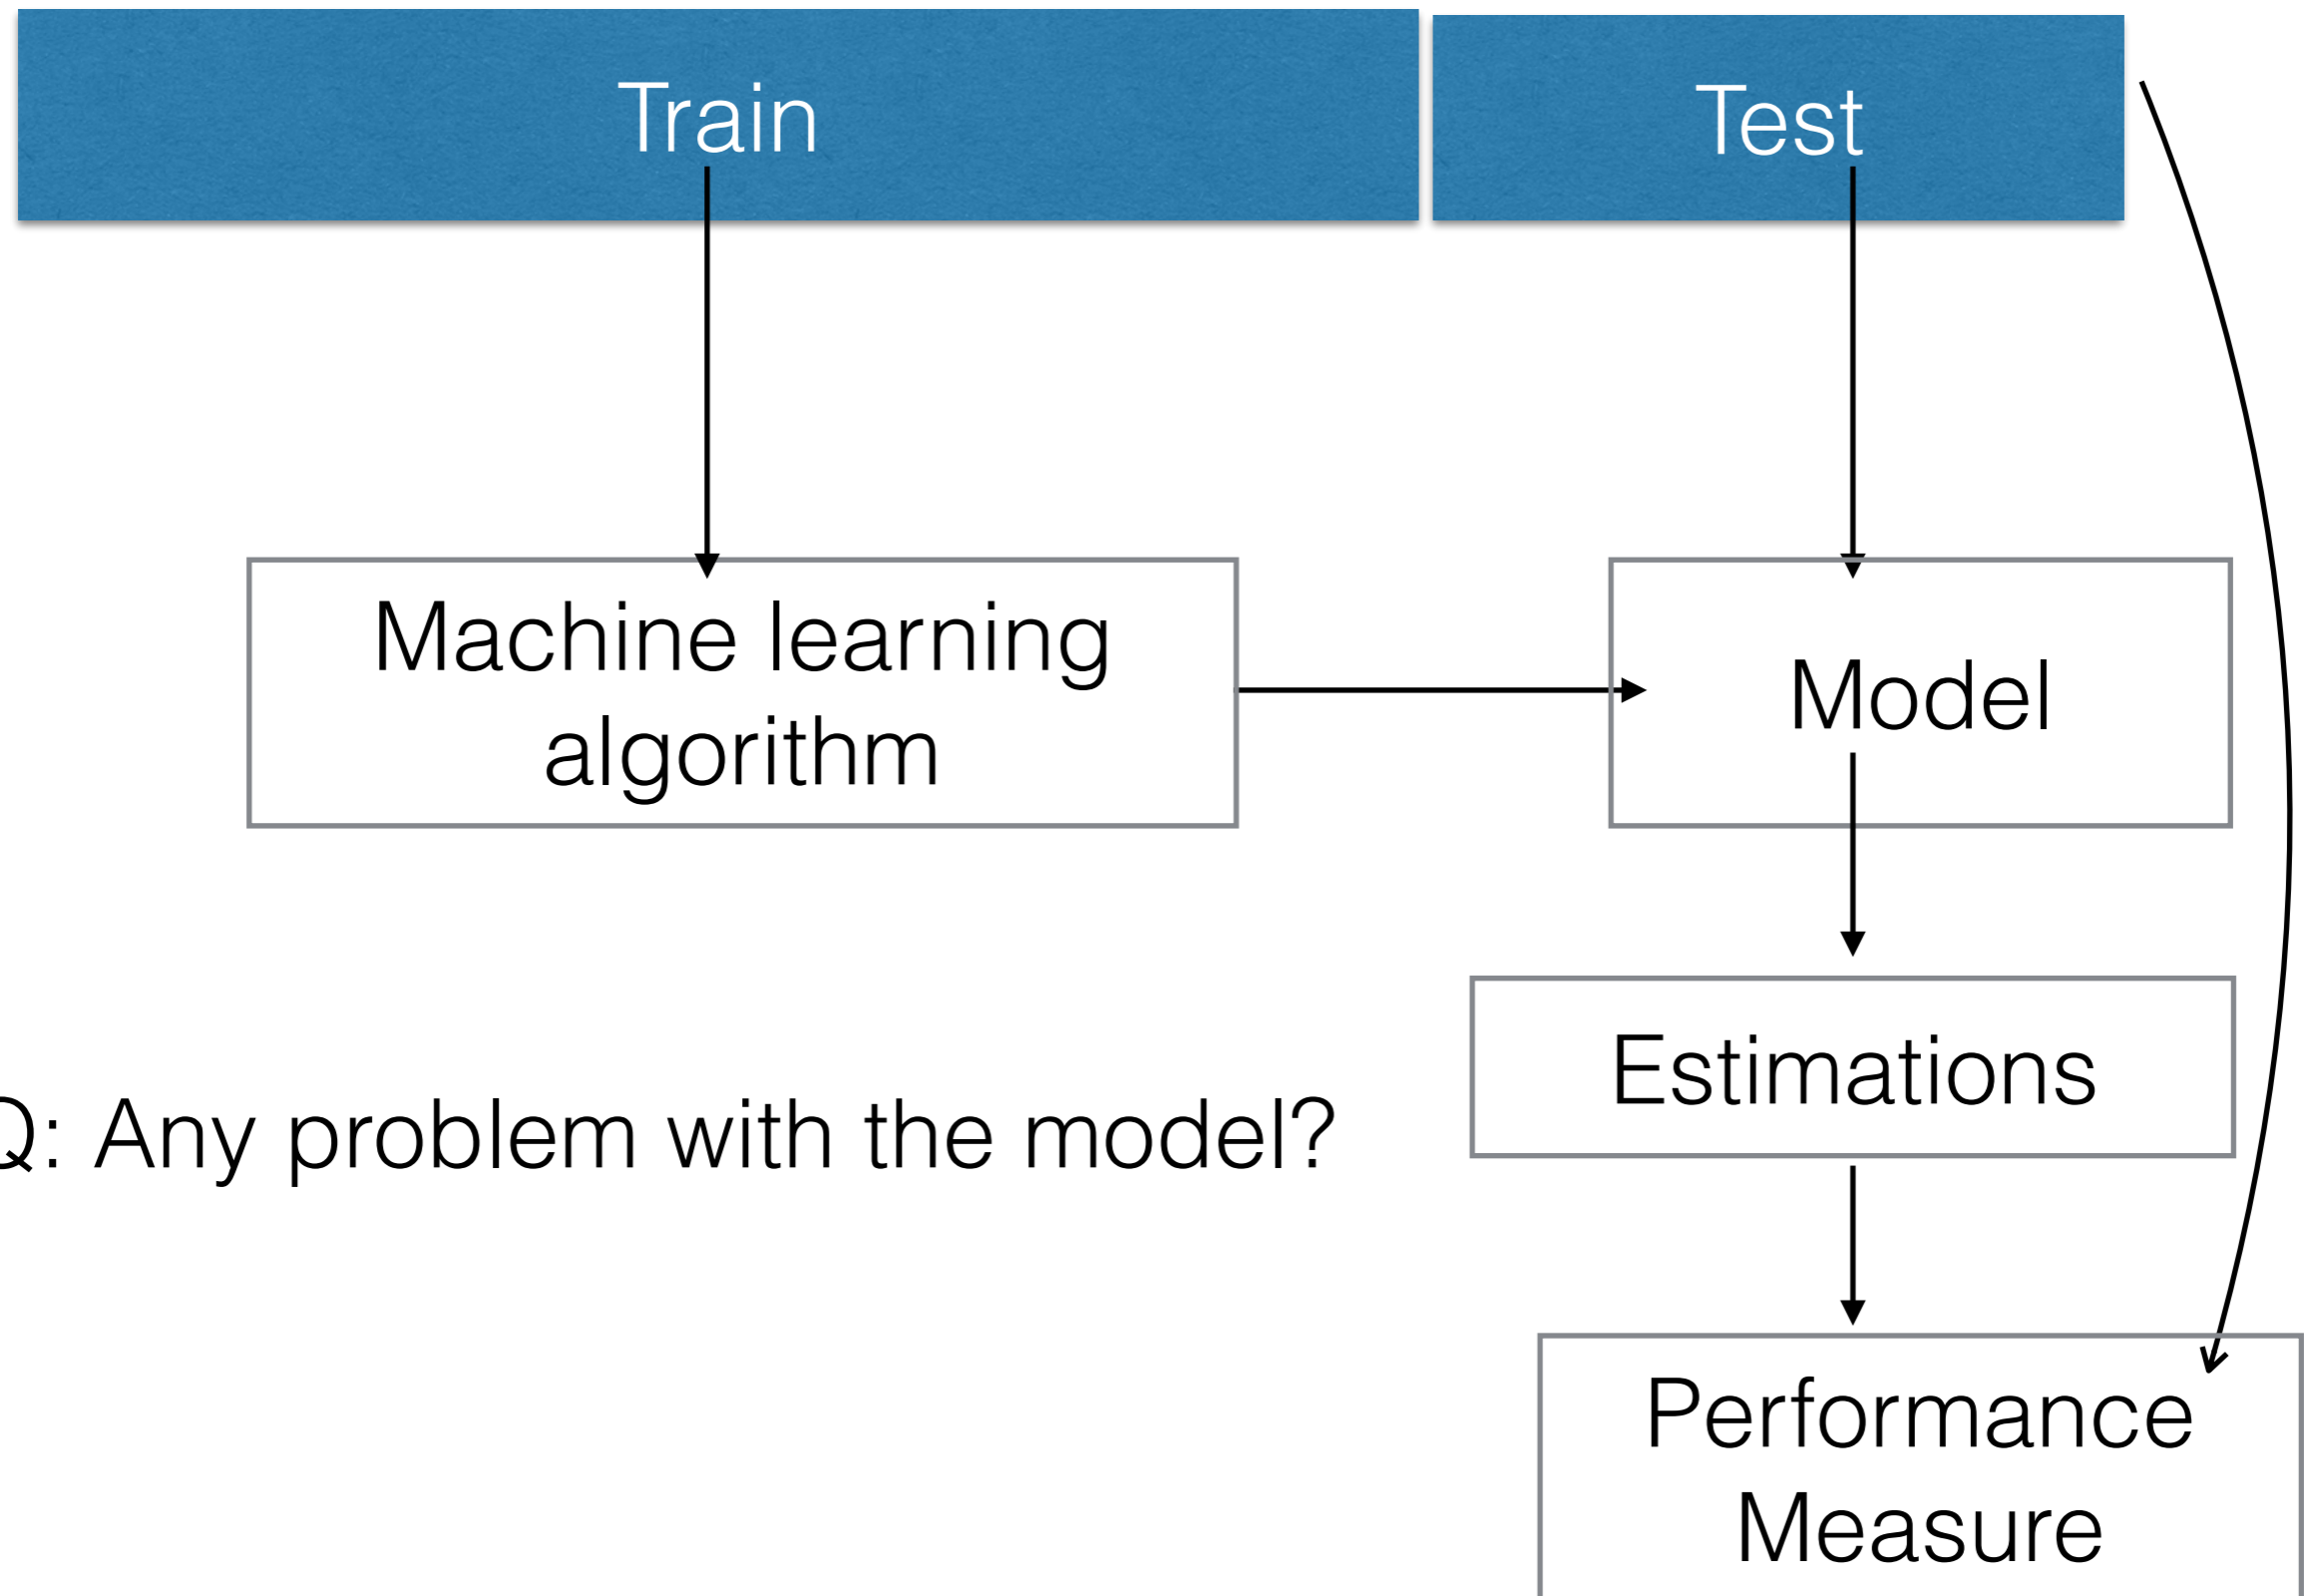 Train
Test
Machine learning
algorithm
Model
Estimations
Q: Any problem with the model?
Performance
Measure